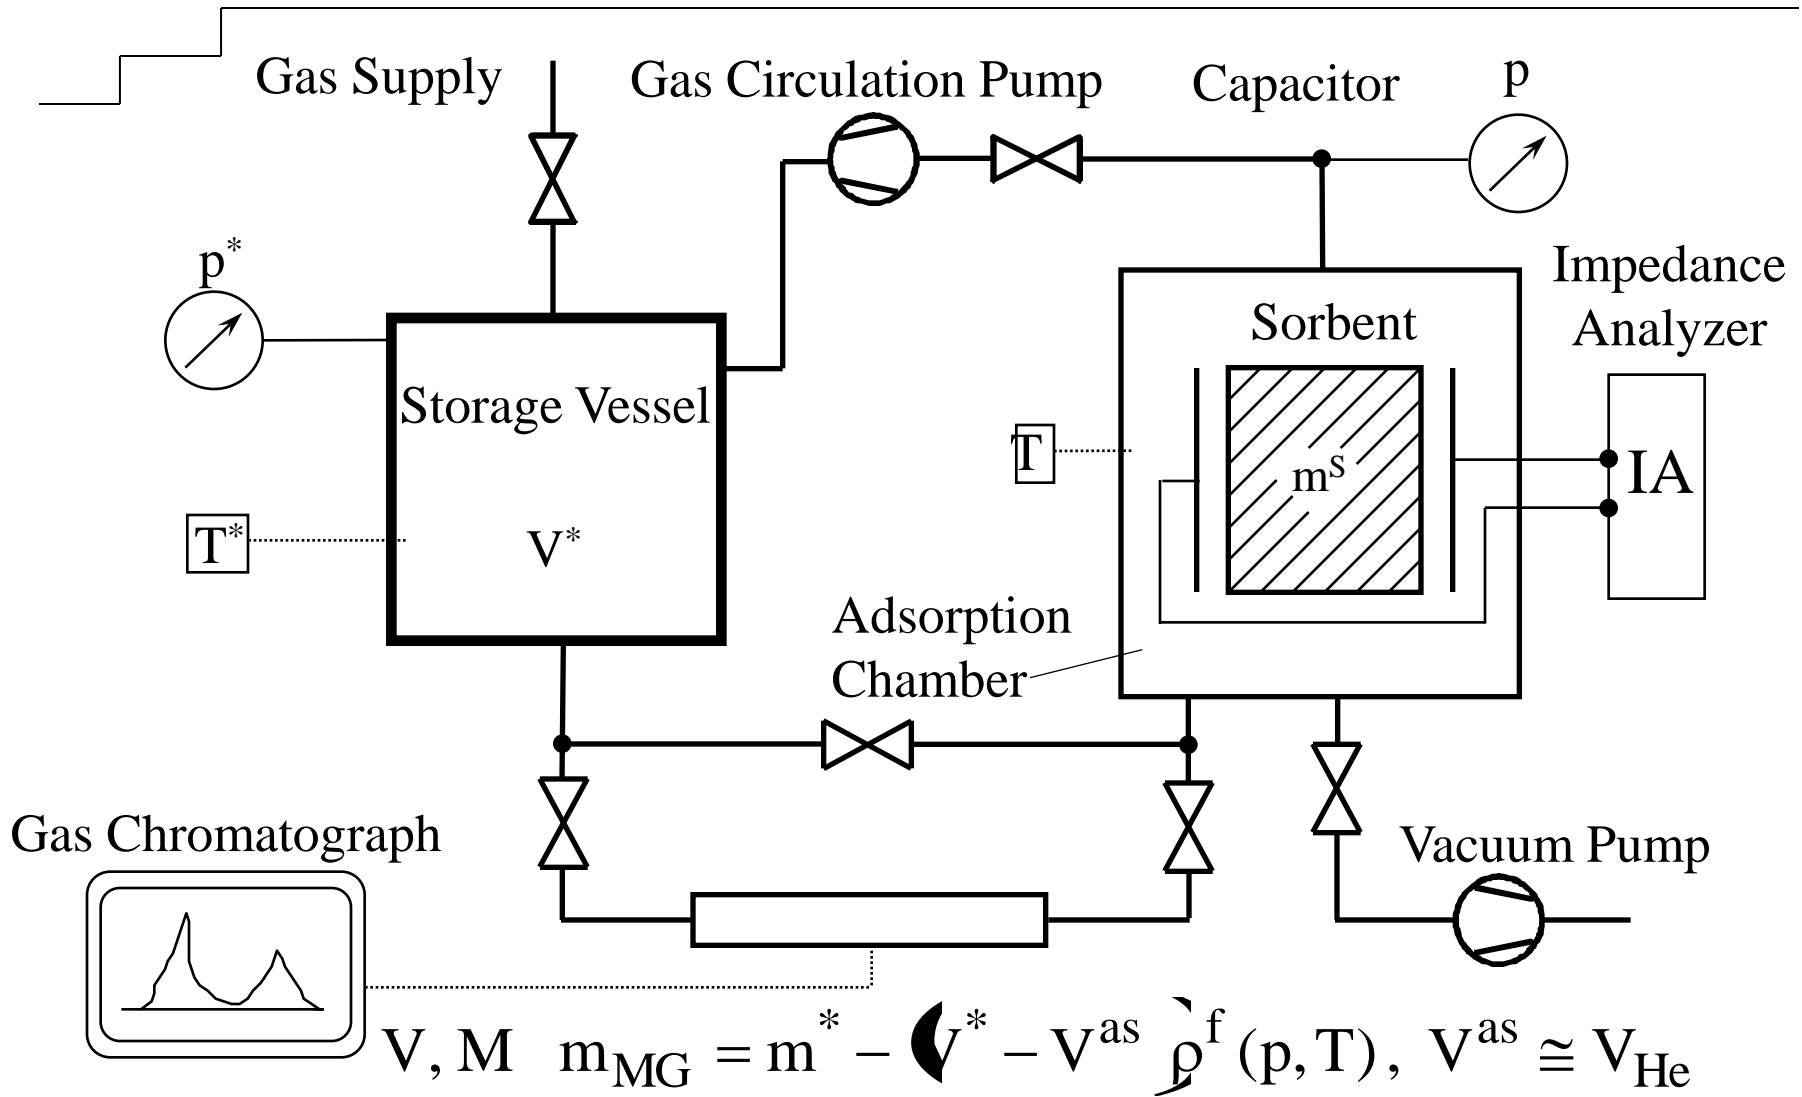 Gas Supply
Gas Circulation Pump
Capacitor
p
p*
Impedance
Analyzer
Sorbent
Storage Vessel
T
mˢ
IA
T*
V*
Adsorption
Chamber
Gas Chromatograph
Vacuum Pump
V, M m_MG = m* − (V* − V^as) ρ^f (p, T), V^as ≅ V_He